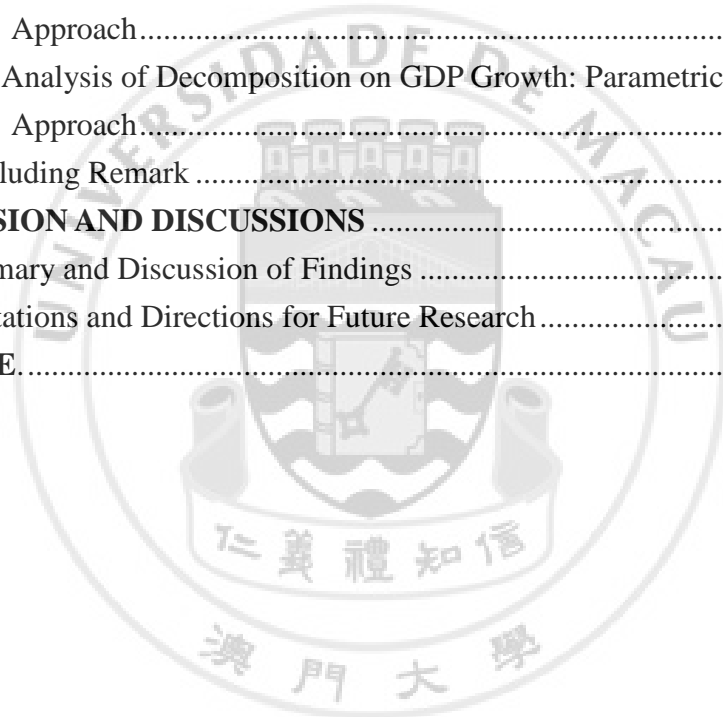 Approach......................................................................
Analysis of Decomposition on GDP Growth: Parametric
Approach......................................................................
luding Remark ..............................................................
SION AND DISCUSSIONS ..........................................
mary and Discussion of Findings ...................................
tations and Directions for Future Research......................
E.................................................................................
UNIVERSIDADE DE MACAU
仁義禮知信
澳門大學